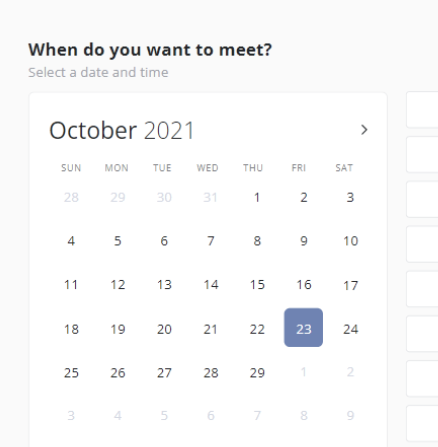 When do you want to meet?
Select a date and time
October 2021 >
SUN MON TUE WED THU FRI SAT
28 29 30 31 1 2 3
4 5 6 7 8 9 10
11 12 13 14 15 16 17
18 19 20 21 22 23 24
25 26 27 28 29 1 2
3 4 5 6 7 8 9